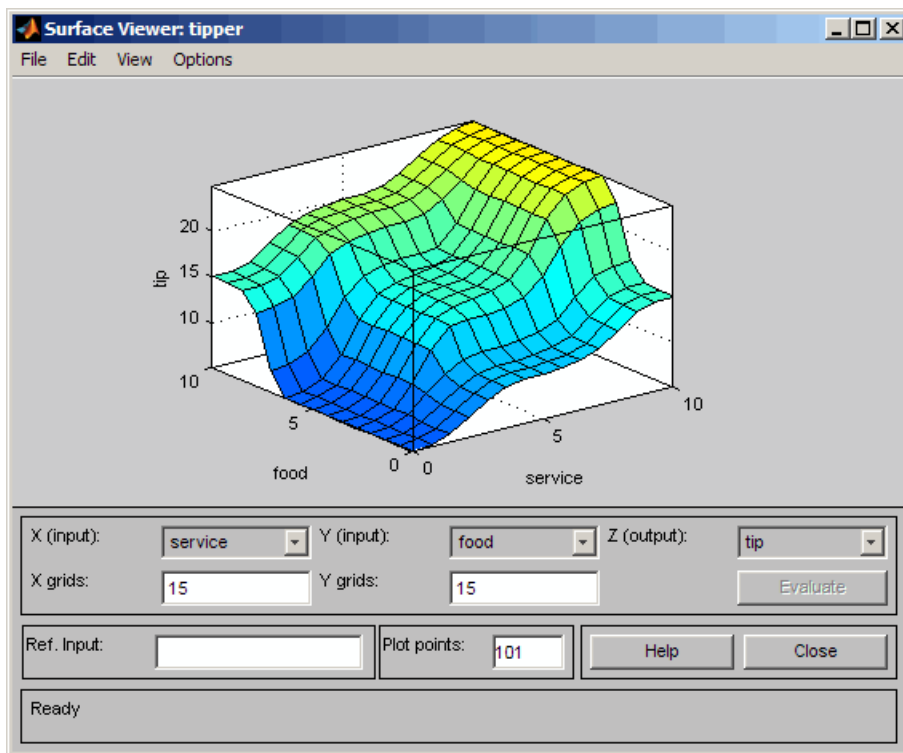 Surface Viewer: tipper
File Edit View Options
20
15
10
tip
10
5
0
food
0
5
10
service
X (input): service Y (input): food Z (output): tip
X grids: 15 Y grids: 15 Evaluate
Ref. Input: Plot points: 101 Help Close
Ready